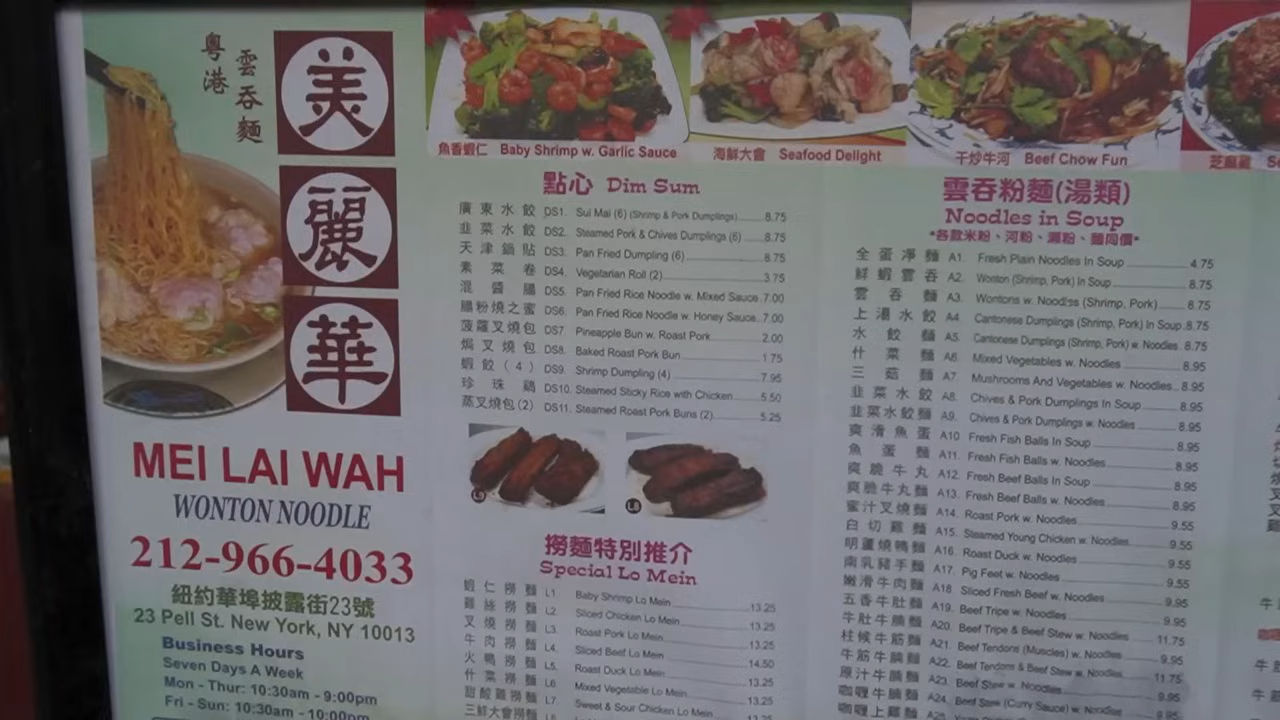 粵港
雲吞麵
美
麗
華
MEI LAI WAH
WONTON NOODLE
212-966-4033
紐約華埠披露街23號
23 Pell St. New York, NY 10013
Business Hours
Seven Days A Week
Mon - Thur: 10:30am - 9:00pm
Fri - Sun: 10:30am - 10:00pm
魚香蝦仁 Baby Shrimp w. Garlic Sauce
海鮮大會 Seafood Delight
干炒牛河 Beef Chow Fun
芝麻雞
點心 Dim Sum
廣東水餃 DS1. Sui Mai (6) (Shrimp & Pork Dumplings) 8.75
韭菜水餃 DS2. Steamed Pork & Chives Dumplings (6) 8.75
天津鍋貼 DS3. Pan Fried Dumpling (6) 8.75
素菜卷 DS4. Vegetarian Roll (2) 3.75
混醬腸 DS5. Pan Fried Rice Noodle w. Mixed Sauce 7.00
腸粉燒之蜜 DS6. Pan Fried Rice Noodle w. Honey Sauce 7.00
菠蘿叉燒包 DS7. Pineapple Bun w. Roast Pork 2.00
焗叉燒包 DS8. Baked Roast Pork Bun 1.75
蝦餃(4) DS9. Shrimp Dumpling (4) 7.95
珍珠鷄 DS10. Steamed Sticky Rice with Chicken 5.50
蒸叉燒包(2) DS11. Steamed Roast Pork Buns (2) 5.25
L5
L8
撈麵特別推介
Special Lo Mein
蝦仁撈麵 L1. Baby Shrimp Lo Mein 13.25
雞絲撈麵 L2. Sliced Chicken Lo Mein 13.25
叉燒撈麵 L3. Roast Pork Lo Mein 13.25
牛肉撈麵 L4. Sliced Beef Lo Mein 14.50
火鴨撈麵 L5. Roast Duck Lo Mein 13.25
什菜撈麵 L6. Mixed Vegetable Lo Mein 13.25
甜酸雞撈麵 L7. Sweet & Sour Chicken Lo Mein 13.25
三鮮大會撈麵 L8.
雲吞粉麵(湯類)
Noodles in Soup
*各款米粉、河粉、瀨粉、麵同價*
全蛋凈麵 A1. Fresh Plain Noodles In Soup 4.75
鮮蝦雲吞 A2. Wonton (Shrimp, Pork) In Soup 8.75
雲吞麵 A3. Wontons w. Noodles (Shrimp, Pork) 8.75
上湯水餃 A4. Cantonese Dumplings (Shrimp, Pork) In Soup 8.75
水餃麵 A5. Cantonese Dumplings (Shrimp, Pork) w. Noodles 8.75
什菜麵 A6. Mixed Vegetables w. Noodles 8.95
三菇麵 A7. Mushrooms And Vegetables w. Noodles 8.95
韭菜水餃 A8. Chives & Pork Dumplings In Soup 8.95
韭菜水餃麵 A9. Chives & Pork Dumplings w. Noodles 8.95
爽滑魚蛋 A10. Fresh Fish Balls In Soup 8.95
魚蛋麵 A11. Fresh Fish Balls w. Noodles 8.95
爽脆牛丸 A12. Fresh Beef Balls In Soup 8.95
爽脆牛丸麵 A13. Fresh Beef Balls w. Noodles 8.95
蜜汁叉燒麵 A14. Roast Pork w. Noodles 9.55
白切雞麵 A15. Steamed Young Chicken w. Noodles 9.55
明爐燒鴨麵 A16. Roast Duck w. Noodles 9.55
南乳豬手麵 A17. Pig Feet w. Noodles 9.55
嫩滑牛肉麵 A18. Sliced Fresh Beef w. Noodles 9.95
五香牛肚麵 A19. Beef Tripe w. Noodles 9.95
牛肚牛腩麵 A20. Beef Tripe & Beef Stew w. Noodles 11.75
柱候牛筋麵 A21. Beef Tendons (Muscles) w. Noodles 9.95
牛筋牛腩麵 A22. Beef Tendons & Beef Stew w. Noodles 11.75
原汁牛腩麵 A23. Beef Stew w. Noodles 9.95
咖喱牛腩麵 A24. Beef Stew (Curry Sauce) w. Noodles 9.95
咖喱上雞麵 A25.